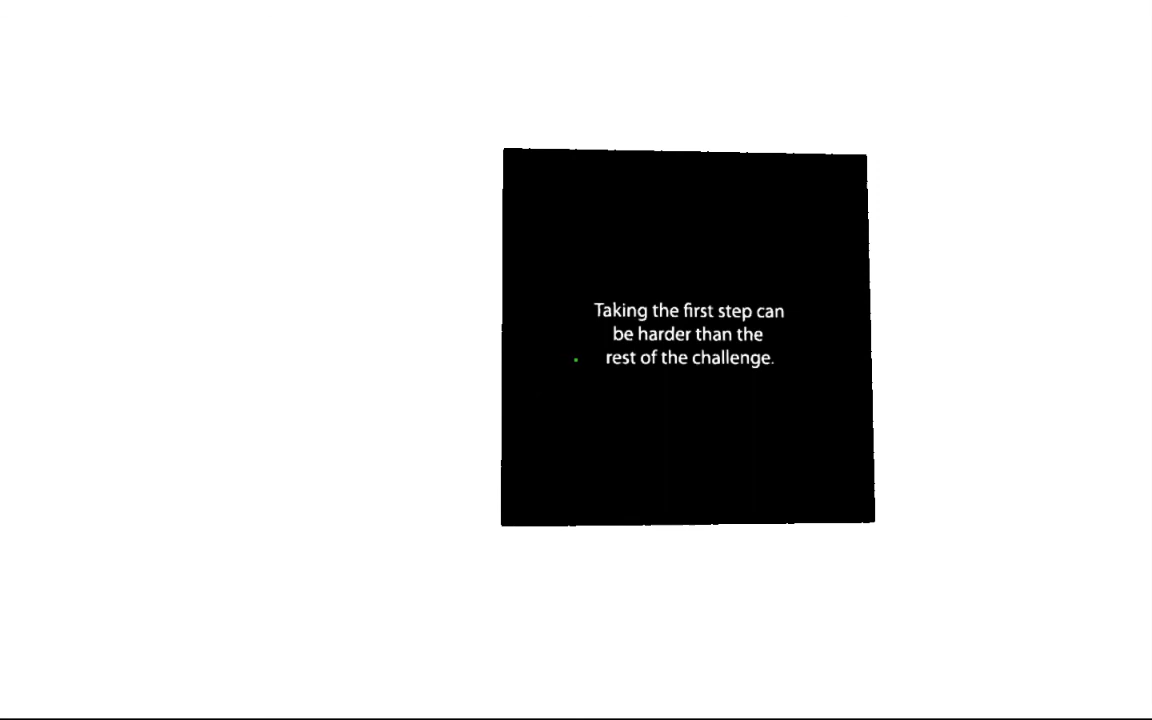 Taking the first step can
be harder than the
rest of the challenge.